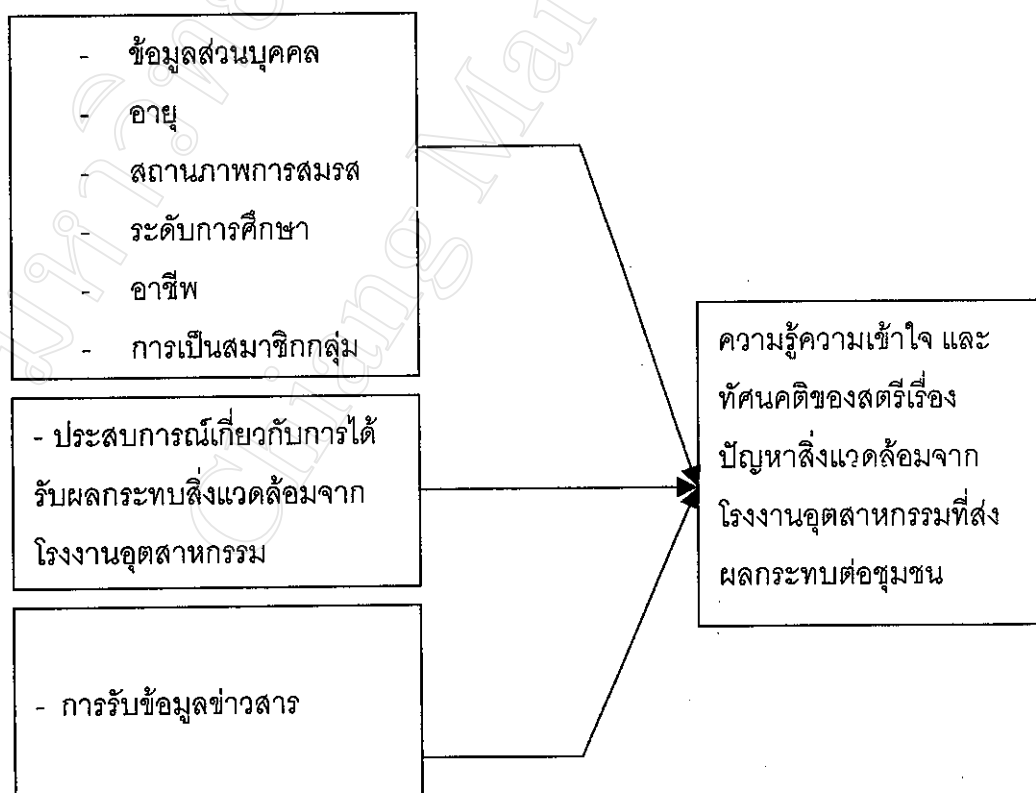 - ข้อมูลส่วนบุคคล
- อายุ
- สถานภาพการสมรส
- ระดับการศึกษา
- อาชีพ
- การเป็นสมาชิกกลุ่ม
- ประสบการณ์เกี่ยวกับการได้
รับผลกระทบสิ่งแวดล้อมจาก
โรงงานอุตสาหกรรม
- การรับข้อมูลข่าวสาร
ความรู้ความเข้าใจ และ
ทัศนคติของสตรีเรื่อง
ปัญหาสิ่งแวดล้อมจาก
โรงงานอุตสาหกรรมที่ส่ง
ผลกระทบต่อชุมชน
Chiang Mai